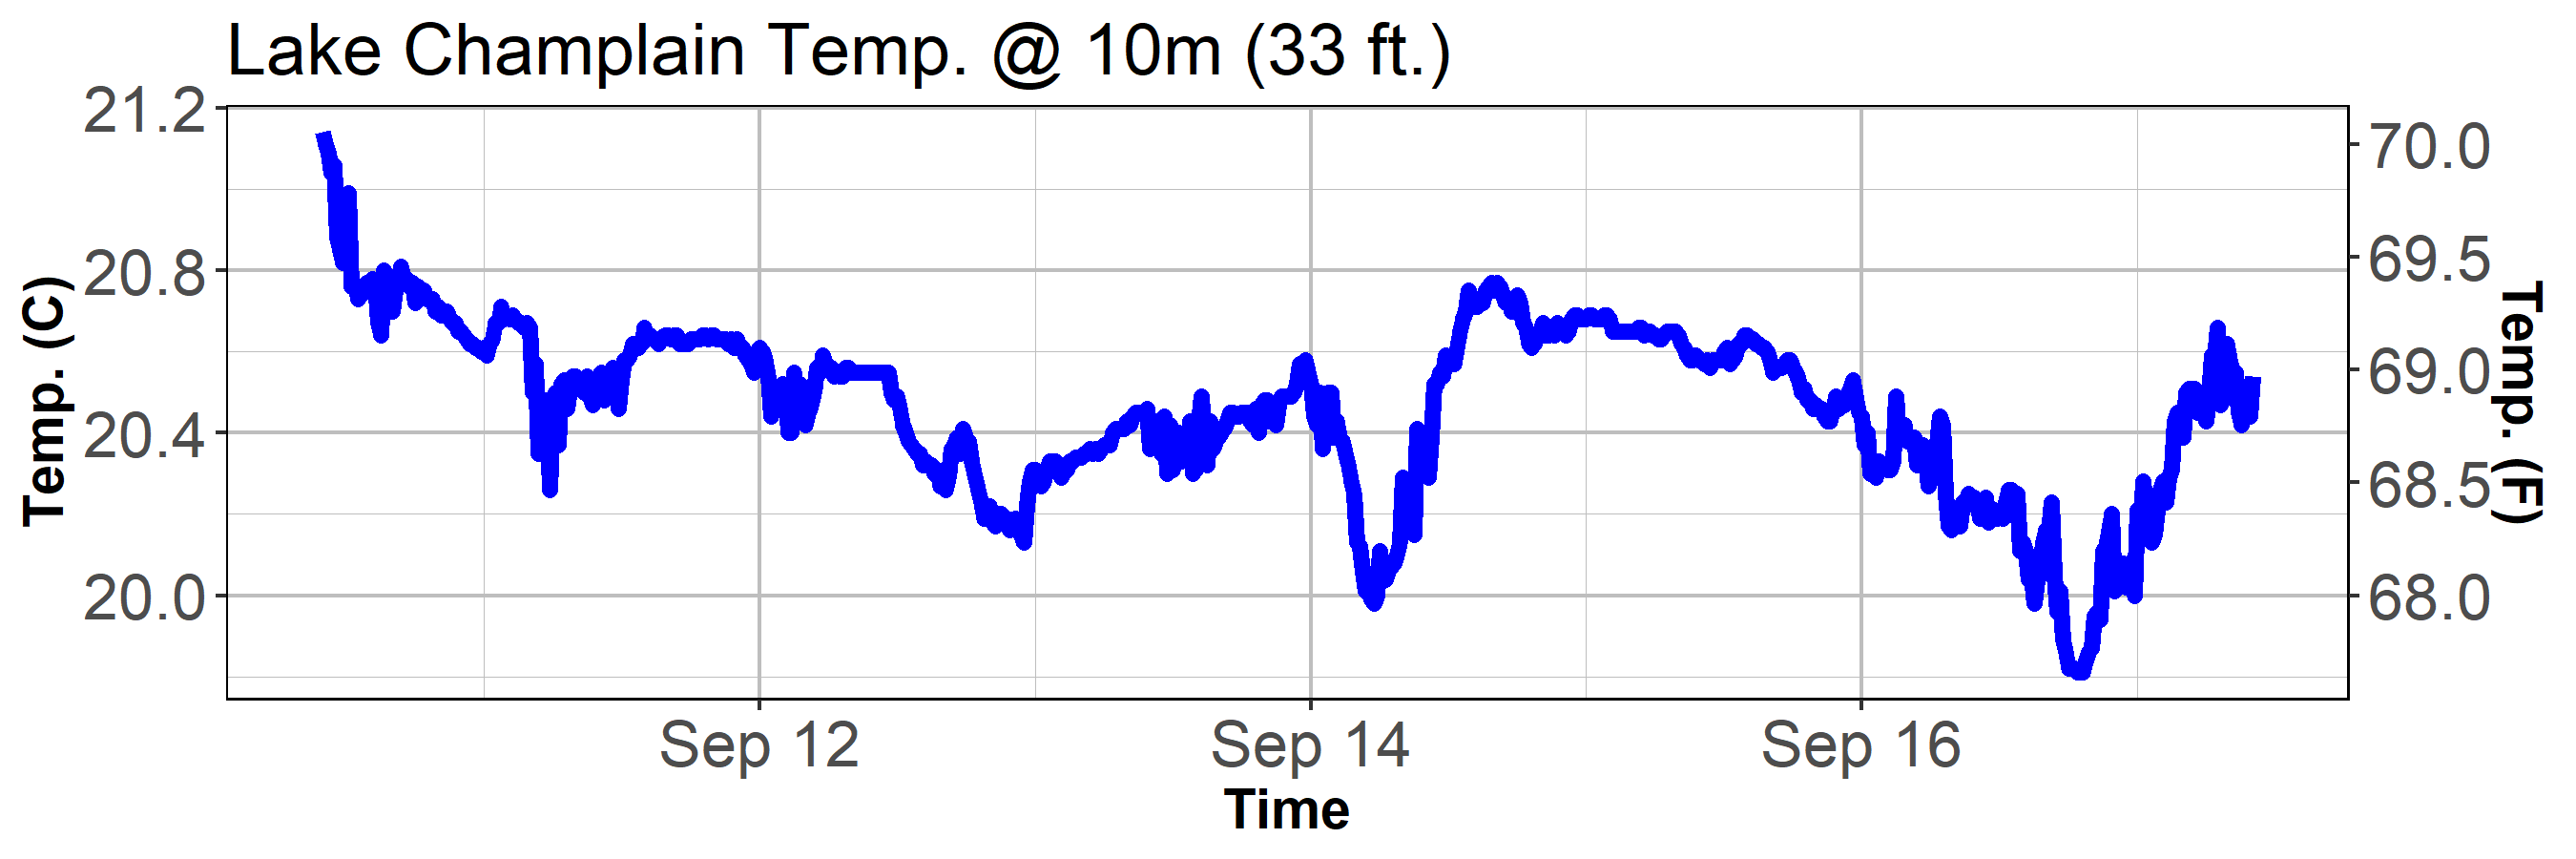 Lake Champlain Temp. @ 10m (33 ft.)
21.2
20.8
20.4
20.0
Temp. (C)
70.0
69.5
69.0
68.5
68.0
Temp. (F)
Sep 12 Sep 14 Sep 16
Time